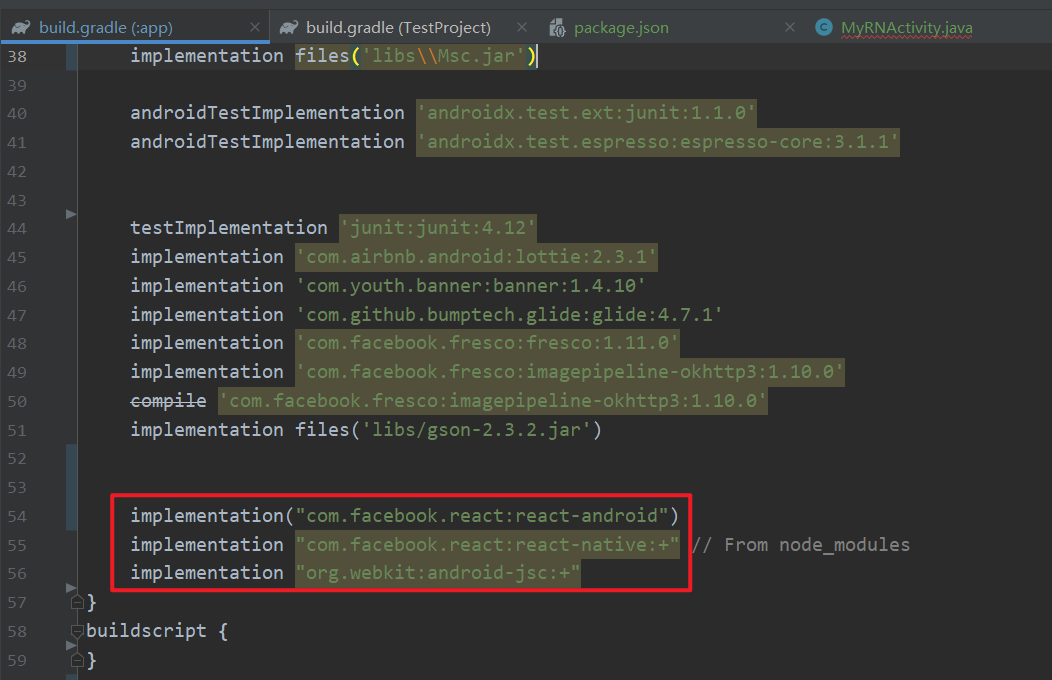 build.gradle (:app) build.gradle (TestProject) package.json MyRNActivity.java
38 implementation files('libs\\Msc.jar')
39
40 androidTestImplementation 'androidx.test.ext:junit:1.1.0'
41 androidTestImplementation 'androidx.test.espresso:espresso-core:3.1.1'
42
43
44 testImplementation 'junit:junit:4.12'
45 implementation 'com.airbnb.android:lottie:2.3.1'
46 implementation 'com.youth.banner:banner:1.4.10'
47 implementation 'com.github.bumptech.glide:glide:4.7.1'
48 implementation 'com.facebook.fresco:fresco:1.11.0'
49 implementation 'com.facebook.fresco:imagepipeline-okhttp3:1.10.0'
50 compile 'com.facebook.fresco:imagepipeline-okhttp3:1.10.0'
51 implementation files('libs/gson-2.3.2.jar')
52
53
54 implementation("com.facebook.react:react-android")
55 implementation "com.facebook.react:react-native:+" // From node_modules
56 implementation "org.webkit:android-jsc:+"
57 }
58 buildscript {
59 }